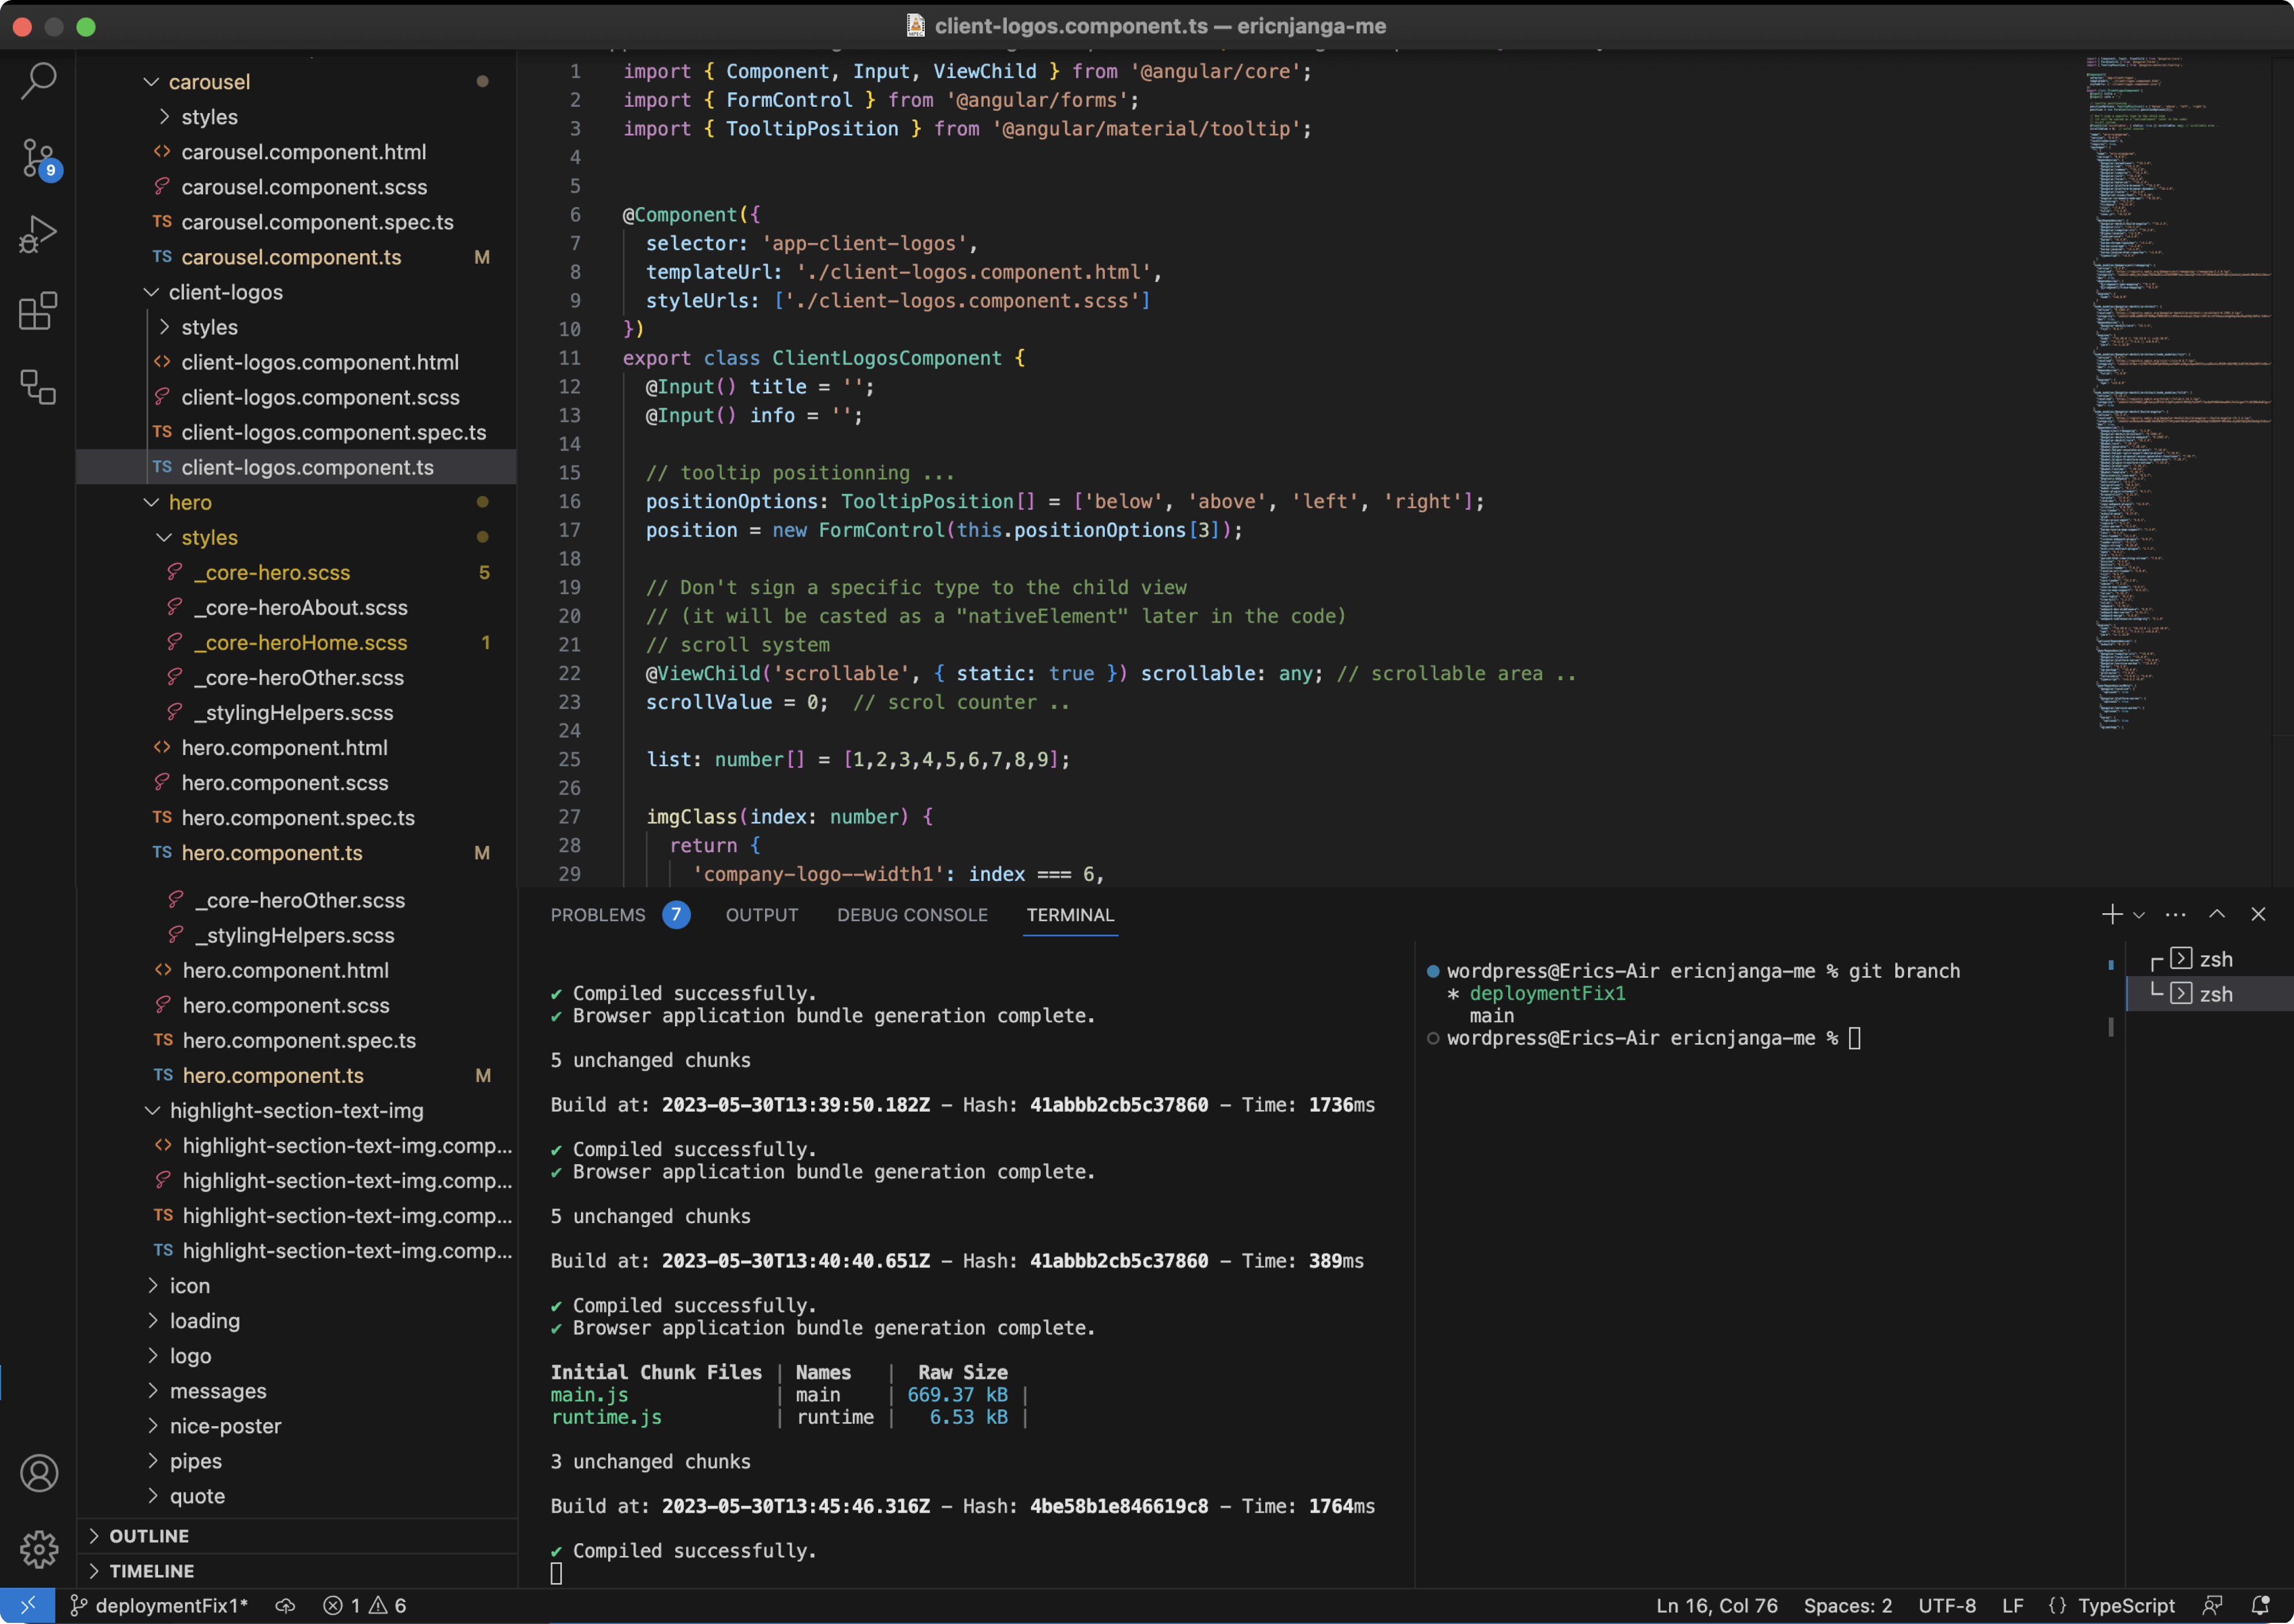 client-logos.component.ts — ericnjanga-me
9
carousel
styles
carousel.component.html
carousel.component.scss
TS carousel.component.spec.ts
TS carousel.component.ts M
client-logos
styles
client-logos.component.html
client-logos.component.scss
TS client-logos.component.spec.ts
TS client-logos.component.ts
hero
styles
_core-hero.scss 5
_core-heroAbout.scss
_core-heroHome.scss 1
_core-heroOther.scss
_stylingHelpers.scss
hero.component.html
hero.component.scss
TS hero.component.spec.ts
TS hero.component.ts M
_core-heroOther.scss
_stylingHelpers.scss
hero.component.html
hero.component.scss
TS hero.component.spec.ts
TS hero.component.ts M
highlight-section-text-img
highlight-section-text-img.comp...
highlight-section-text-img.comp...
TS highlight-section-text-img.comp...
TS highlight-section-text-img.comp...
icon
loading
logo
messages
nice-poster
pipes
quote
OUTLINE
TIMELINE
1 import { Component, Input, ViewChild } from '@angular/core';
2 import { FormControl } from '@angular/forms';
3 import { TooltipPosition } from '@angular/material/tooltip';
4
5
6 @Component({
7 selector: 'app-client-logos',
8 templateUrl: './client-logos.component.html',
9 styleUrls: ['./client-logos.component.scss']
10 })
11 export class ClientLogosComponent {
12 @Input() title = '';
13 @Input() info = '';
14
15 // tooltip positionning ...
16 positionOptions: TooltipPosition[] = ['below', 'above', 'left', 'right'];
17 position = new FormControl(this.positionOptions[3]);
18
19 // Don't sign a specific type to the child view
20 // (it will be casted as a "nativeElement" later in the code)
21 // scroll system
22 @ViewChild('scrollable', { static: true }) scrollable: any; // scrollable area ..
23 scrollValue = 0;  // scrol counter ..
24
25 list: number[] = [1,2,3,4,5,6,7,8,9];
26
27 imgClass(index: number) {
28 return {
29 'company-logo--width1': index === 6,
PROBLEMS 7 OUTPUT DEBUG CONSOLE TERMINAL
✔ Compiled successfully.
✔ Browser application bundle generation complete.
5 unchanged chunks
Build at: 2023-05-30T13:39:50.182Z - Hash: 41abbb2cb5c37860 - Time: 1736ms
✔ Compiled successfully.
✔ Browser application bundle generation complete.
5 unchanged chunks
Build at: 2023-05-30T13:40:40.651Z - Hash: 41abbb2cb5c37860 - Time: 389ms
✔ Compiled successfully.
✔ Browser application bundle generation complete.
Initial Chunk Files | Names | Raw Size
main.js | main | 669.37 kB |
runtime.js | runtime | 6.53 kB |
3 unchanged chunks
Build at: 2023-05-30T13:45:46.316Z - Hash: 4be58b1e846619c8 - Time: 1764ms
✔ Compiled successfully.
wordpress@Erics-Air ericnjanga-me % git branch
* deploymentFix1
main
wordpress@Erics-Air ericnjanga-me %
zsh
zsh
deploymentFix1* 1 6 Ln 16, Col 76 Spaces: 2 UTF-8 LF {} TypeScript